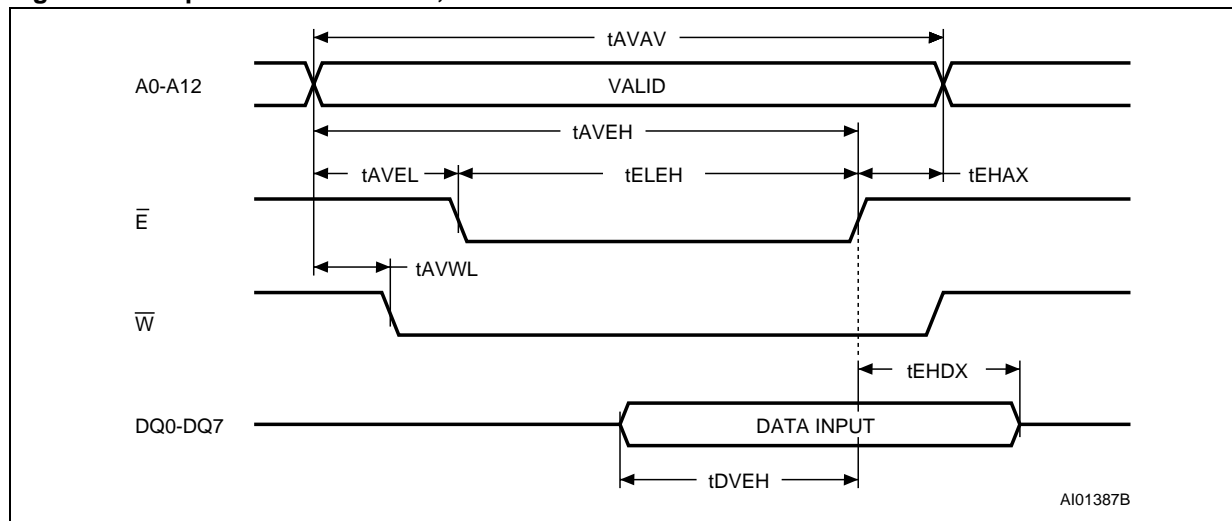 tAVAV
A0-A12
VALID
tAVEH
tAVEL
tELEH
tEHAX
E
tAVWL
W
tEHDX
DQ0-DQ7
DATA INPUT
tDVEH
AI01387B